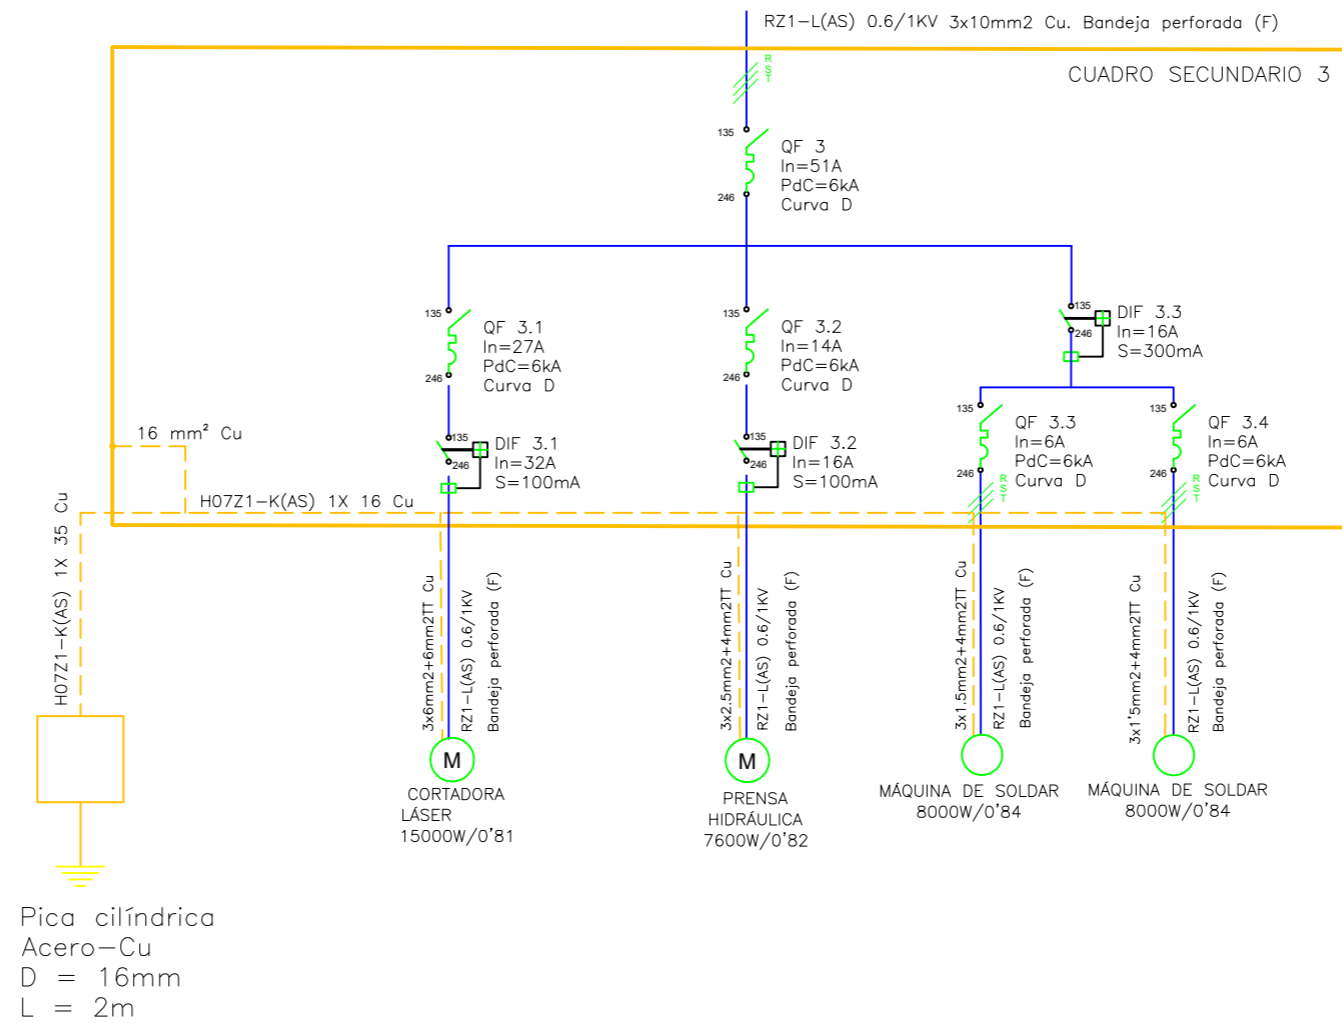 RZ1-L(AS) 0.6/1KV 3x10mm2 Cu. Bandeja perforada (F)
CUADRO SECUNDARIO 3
R
S
T
135
246
QF 3
In=51A
PdC=6kA
Curva D
135
246
QF 3.1
In=27A
PdC=6kA
Curva D
135
246
QF 3.2
In=14A
PdC=6kA
Curva D
135
246
DIF 3.3
In=16A
S=300mA
135
246
QF 3.3
In=6A
PdC=6kA
Curva D
135
246
QF 3.4
In=6A
PdC=6kA
Curva D
135
246
DIF 3.1
In=32A
S=100mA
135
246
DIF 3.2
In=16A
S=100mA
R
S
T
R
S
T
16 mm² Cu
H07Z1-K(AS) 1X 16 Cu
H07Z1-K(AS) 1X 35 Cu
3x6mm2+6mm2TT Cu
RZ1-L(AS) 0.6/1KV
Bandeja perforada (F)
3x2.5mm2+4mm2TT Cu
RZ1-L(AS) 0.6/1KV
Bandeja perforada (F)
3x1.5mm2+4mm2TT Cu
RZ1-L(AS) 0.6/1KV
Bandeja perforada (F)
3x1'5mm2+4mm2TT Cu
RZ1-L(AS) 0.6/1KV
Bandeja perforada (F)
M
CORTADORA
LÁSER
15000W/0'81
M
PRENSA
HIDRÁULICA
7600W/0'82
MÁQUINA DE SOLDAR
8000W/0'84
MÁQUINA DE SOLDAR
8000W/0'84
Pica cilíndrica
Acero-Cu
D = 16mm
L = 2m